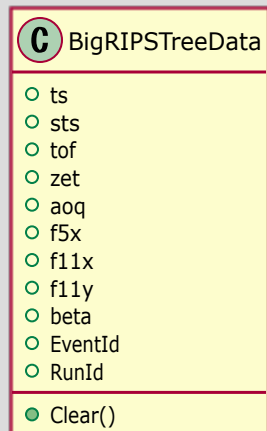 C BigRIPSTreeData
ts
sts
tof
zet
aoq
f5x
f11x
f11y
beta
EventId
RunId
Clear()